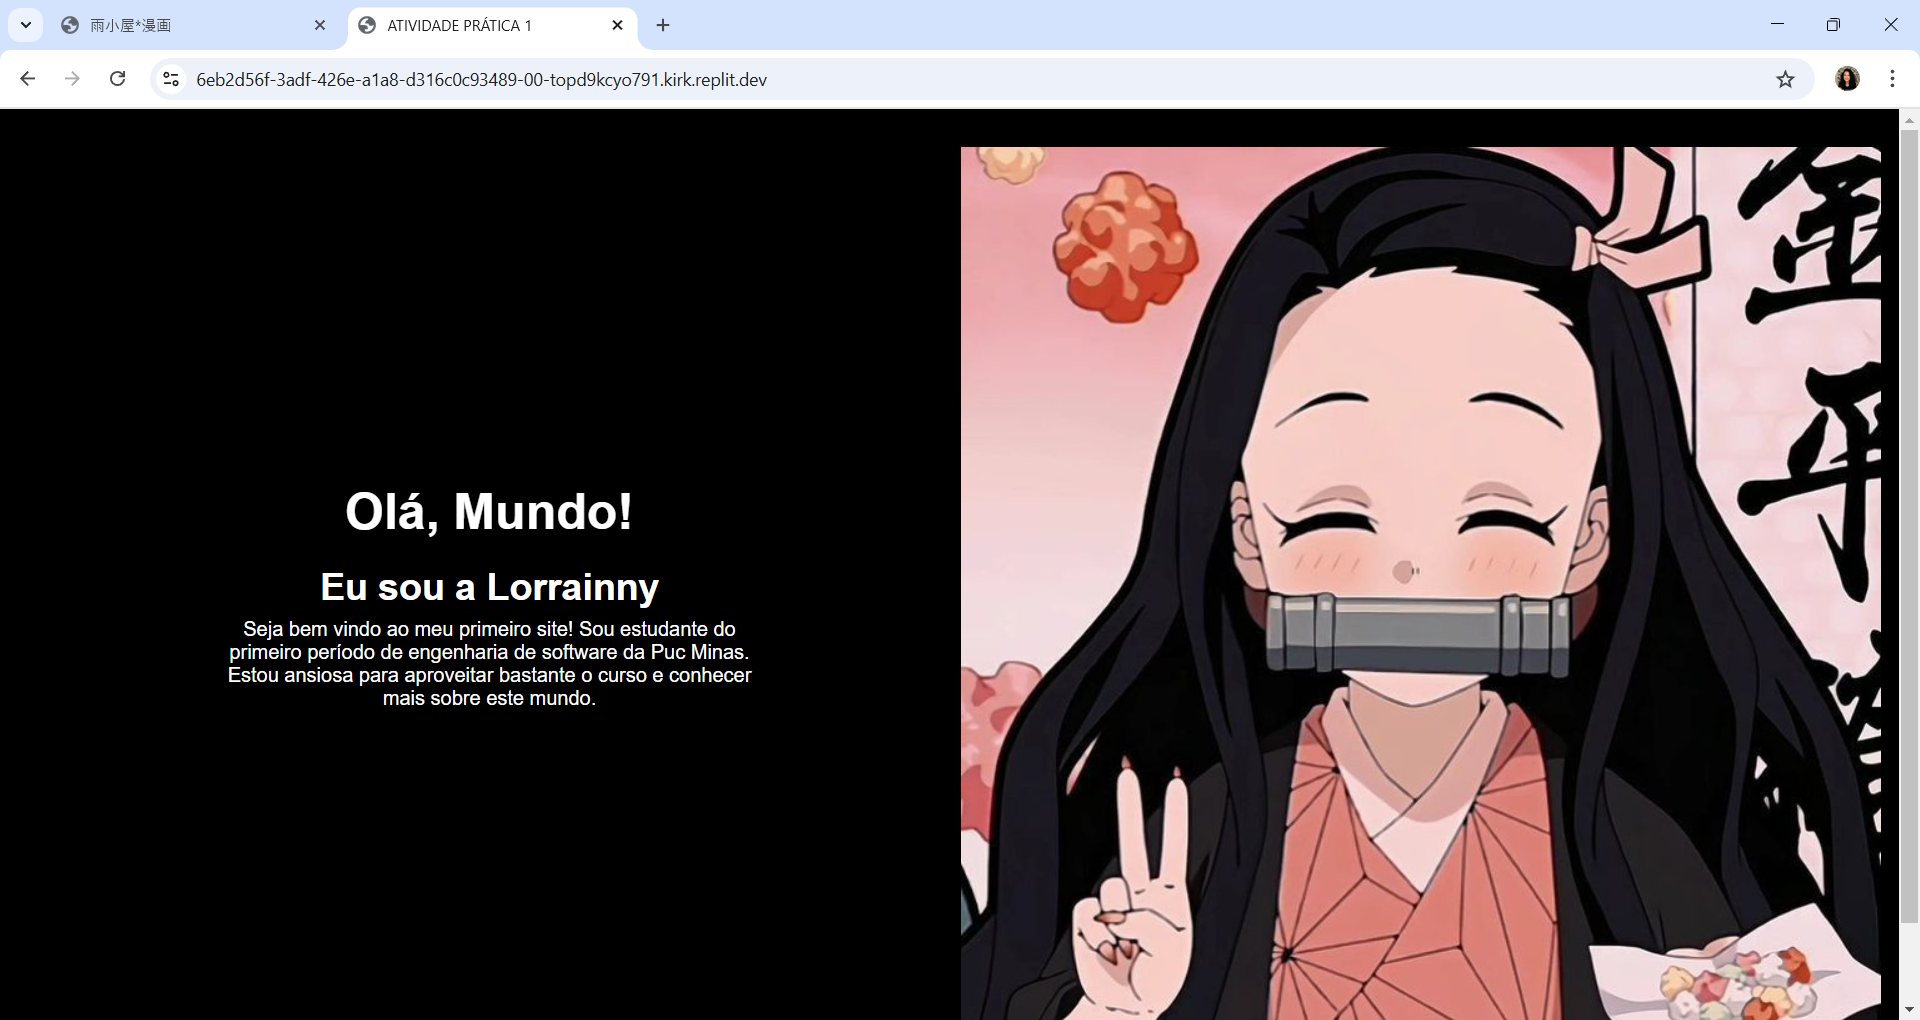 雨小屋*漫画
ATIVIDADE PRÁTICA 1
6eb2d56f-3adf-426e-a1a8-d316c0c93489-00-topd9kcyo791.kirk.replit.dev
Olá, Mundo!
Eu sou a Lorrainny
Seja bem vindo ao meu primeiro site! Sou estudante do
primeiro período de engenharia de software da Puc Minas.
Estou ansiosa para aproveitar bastante o curso e conhecer
mais sobre este mundo.
金
平